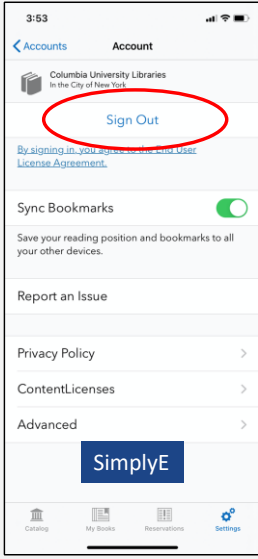 3:53
Accounts
Account
Columbia University Libraries
In the City of New York
Sign Out
By signing in, you agree to the End User
License Agreement.
Sync Bookmarks
Save your reading position and bookmarks to all
your other devices.
Report an Issue
Privacy Policy
ContentLicenses
Advanced
SimplyE
Catalog
My Books
Reservations
Settings